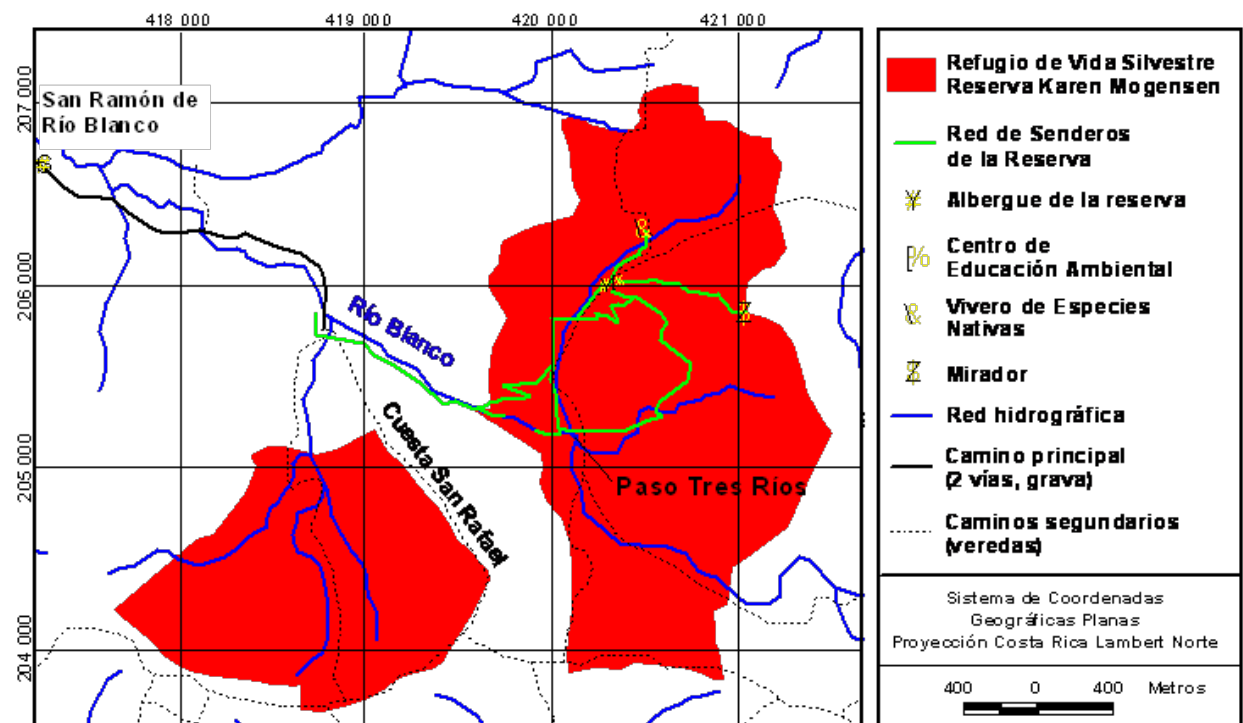 418 000
419 000
420 000
421 000
207 000
206 000
205 000
204 000
San Ramón de
Río Blanco
Río Blanco
Cuesta San Rafael
Paso Tres Ríos
Refugio de Vida Silvestre
Reserva Karen Mogensen
Red de Senderos
de la Reserva
Albergue de la reserva
Centro de
Educación Ambiental
Vivero de Especies
Nativas
Mirador
Red hidrográfica
Camino principal
(2 vías, grava)
Caminos segundarios
(veredas)
Sistema de Coordenadas
Geográficas Planas
Proyección Costa Rica Lambert Norte
400 0 400 Metros